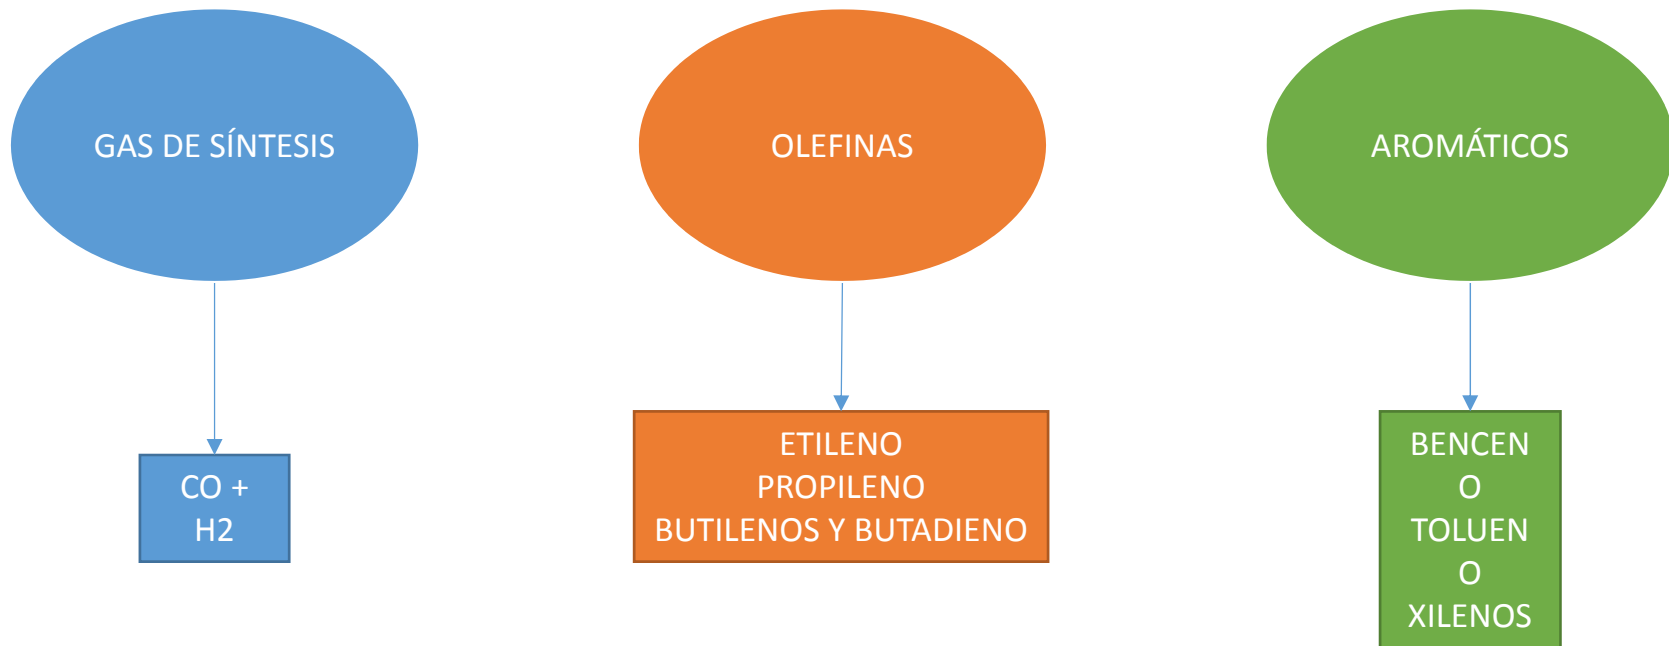 GAS DE SÍNTESIS
OLEFINAS
AROMÁTICOS
CO +
H2
ETILENO
PROPILENO
BUTILENOS Y BUTADIENO
BENCEN
O
TOLUEN
O
XILENOS